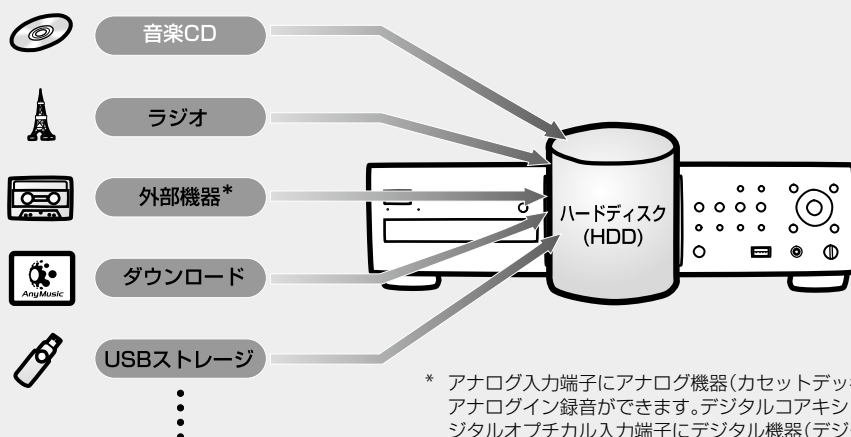 音楽CD
ラジオ
外部機器*
AnyMusic
ダウンロード
USBストレージ
ハードディスク
(HDD)
* アナログ入力端子にアナログ機器(カセットデッキ
アナログイン録音ができます。デジタルコアキシ
ジタルオプチカル入力端子にデジタル機器(デジ